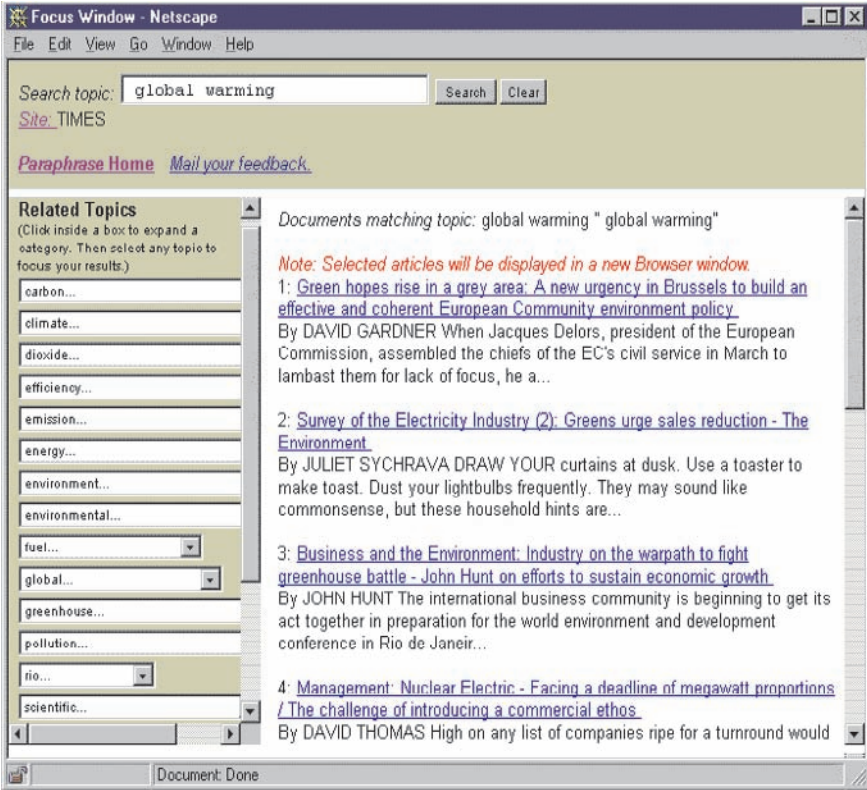 Focus Window - Netscape
File Edit View Go Window Help
Search topic: global warming Search Clear
Site: TIMES
Paraphrase Home Mail your feedback.
Related Topics
(Click inside a box to expand a
category. Then select any topic to
focus your results.)
carbon...
climate...
dioxide...
efficiency...
emission...
energy...
environment...
environmental...
fuel...
global...
greenhouse...
pollution...
rio...
scientific...
Documents matching topic: global warming " global warming"
Note: Selected articles will be displayed in a new Browser window.
1: Green hopes rise in a grey area: A new urgency in Brussels to build an
effective and coherent European Community environment policy
By DAVID GARDNER When Jacques Delors, president of the European
Commission, assembled the chiefs of the EC's civil service in March to
lambast them for lack of focus, he a...
2: Survey of the Electricity Industry (2): Greens urge sales reduction - The
Environment
By JULIET SYCHRAVA DRAW YOUR curtains at dusk. Use a toaster to
make toast. Dust your lightbulbs frequently. They may sound like
commonsense, but these household hints are...
3: Business and the Environment: Industry on the warpath to fight
greenhouse battle - John Hunt on efforts to sustain economic growth
By JOHN HUNT The international business community is beginning to get its
act together in preparation for the world environment and development
conference in Rio de Janeir...
4: Management: Nuclear Electric - Facing a deadline of megawatt proportions
/ The challenge of introducing a commercial ethos
By DAVID THOMAS High on any list of companies ripe for a turnround would
Document: Done